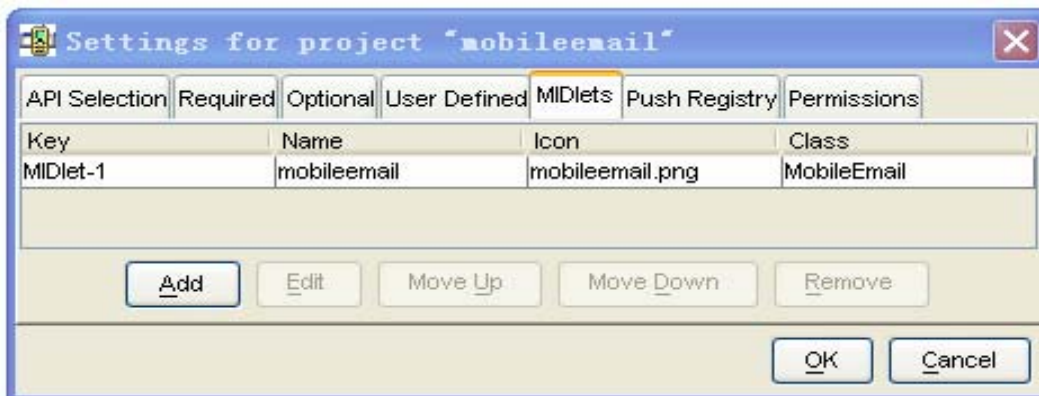 Settings for project "mobileemail"
API Selection Required Optional User Defined MIDlets Push Registry Permissions
Key Name Icon Class
MIDlet-1 mobileemail mobileemail.png MobileEmail
Add Edit Move Up Move Down Remove
OK Cancel